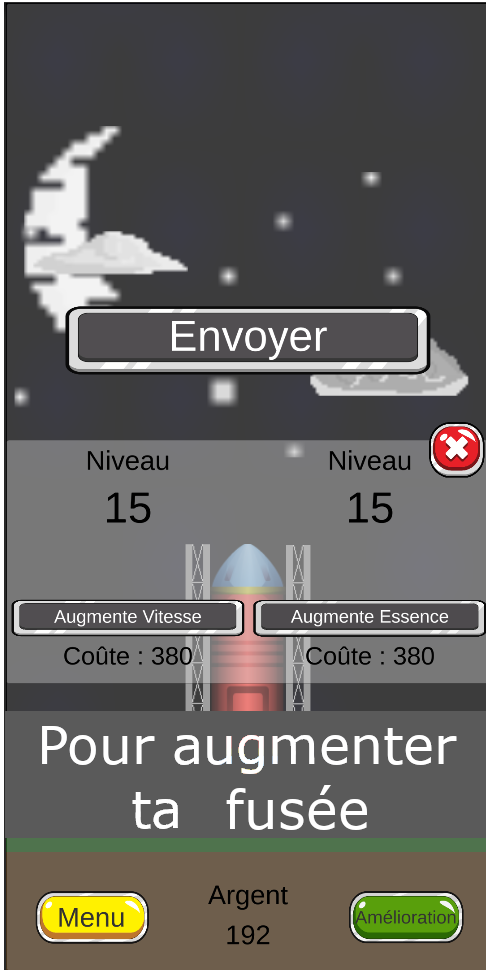 Envoyer
Niveau Niveau
15 15
Augmente Vitesse Augmente Essence
Coûte : 380 Coûte : 380
Pour augmenter
ta fusée
Argent
Menu Amélioration
192